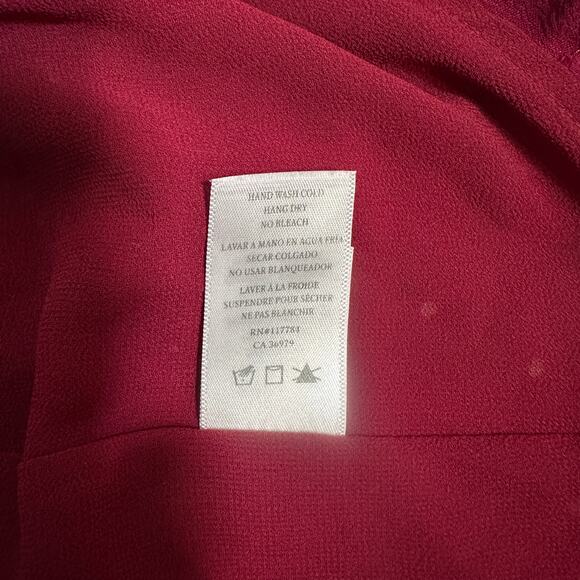 HAND WASH COLD
HANG DRY
NO BLEACH
LAVAR A MANO EN AGUA FRIA
SECAR COLGADO
NO USAR BLANQUEADOR
LAVER À LA FROIDE
SUSPENDRE POUR SÉCHER
NE PAS BLANCHIR
RN#117784
CA 36979